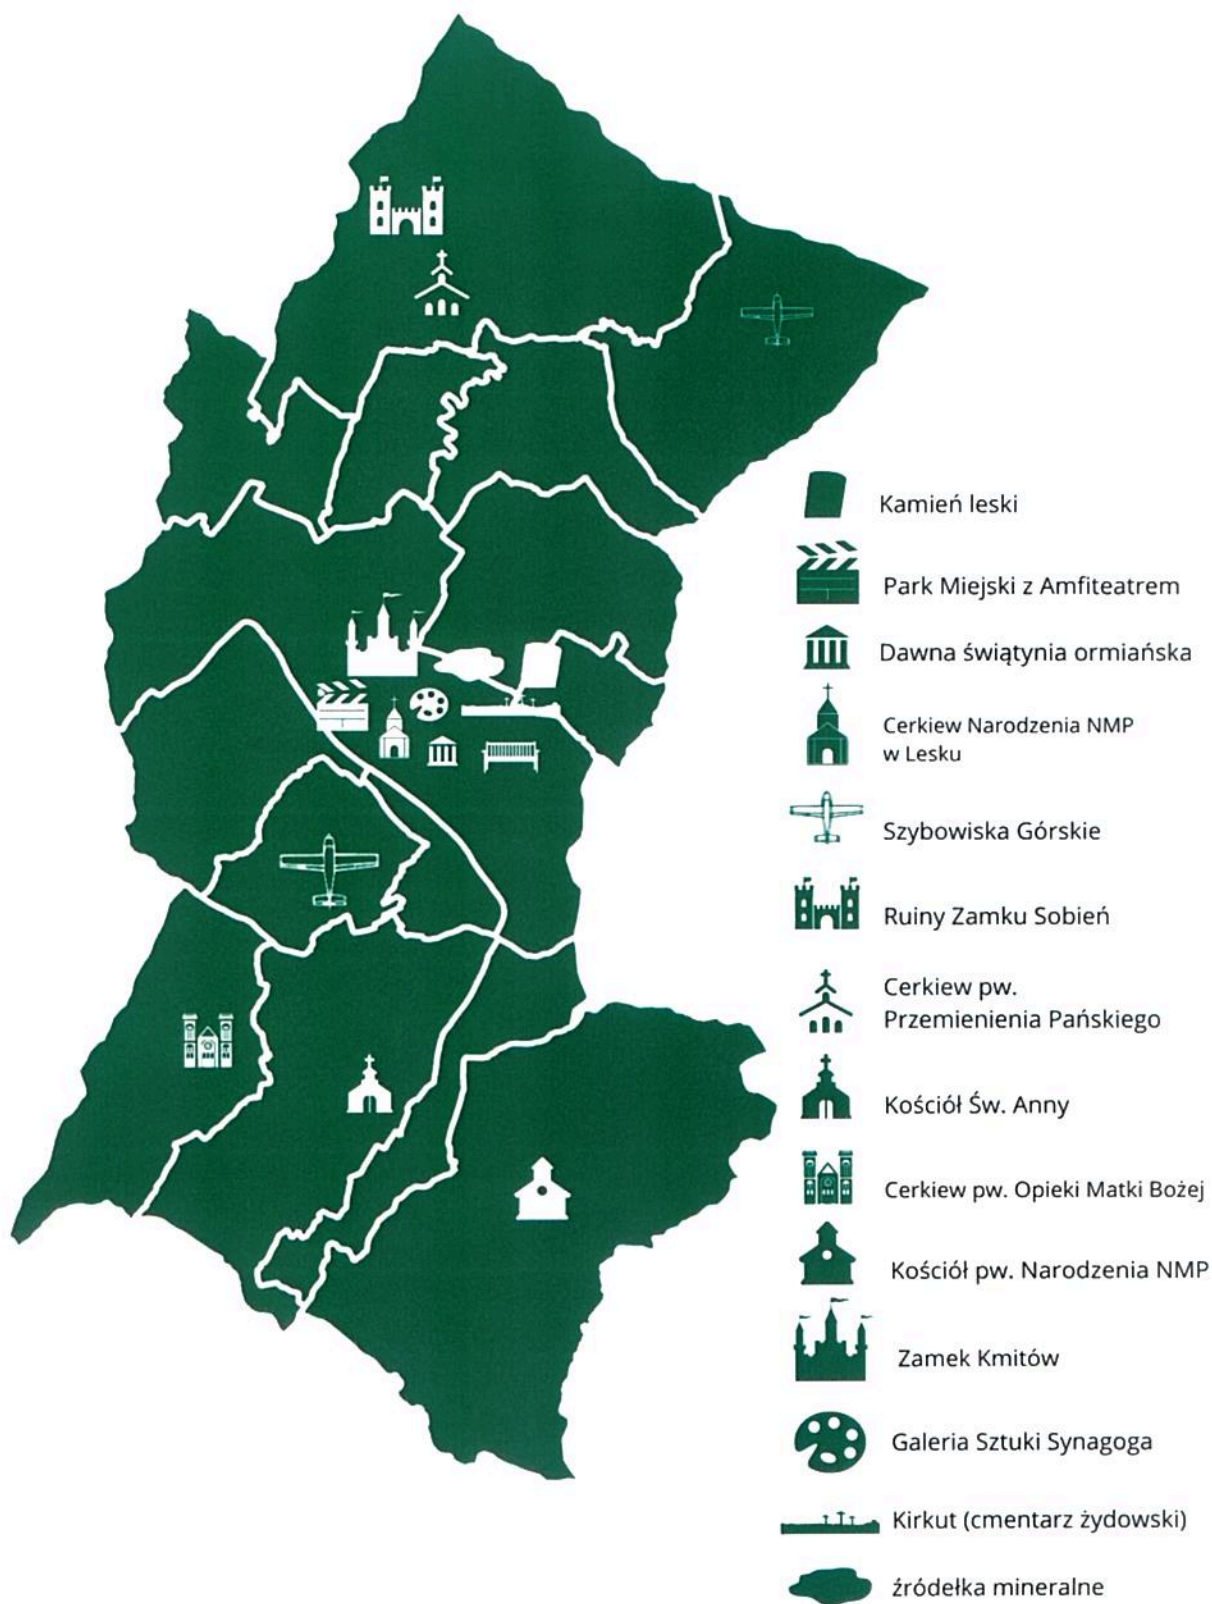 Kamień leski
Park Miejski z Amfiteatrem
Dawna świątynia ormiańska
Cerkiew Narodzenia NMP
w Lesku
Szybowiska Górskie
Ruiny Zamku Sobień
Cerkiew pw.
Przemienienia Pańskiego
Kościół Św. Anny
Cerkiew pw. Opieki Matki Bożej
Kościół pw. Narodzenia NMP
Zamek Kmitów
Galeria Sztuki Synagoga
Kirkut (cmentarz żydowski)
źródełka mineralne